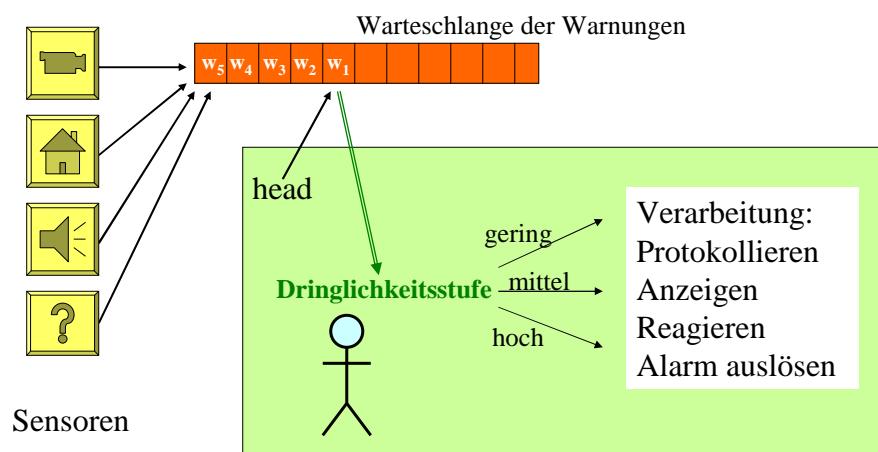 Warteschlange der Warnungen
w5 w4 w3 w2 w1
?
head
Verarbeitung:
Protokollieren
Anzeigen
Reagieren
Alarm auslösen
gering
Dringlichkeitsstufe
mittel
hoch
Sensoren